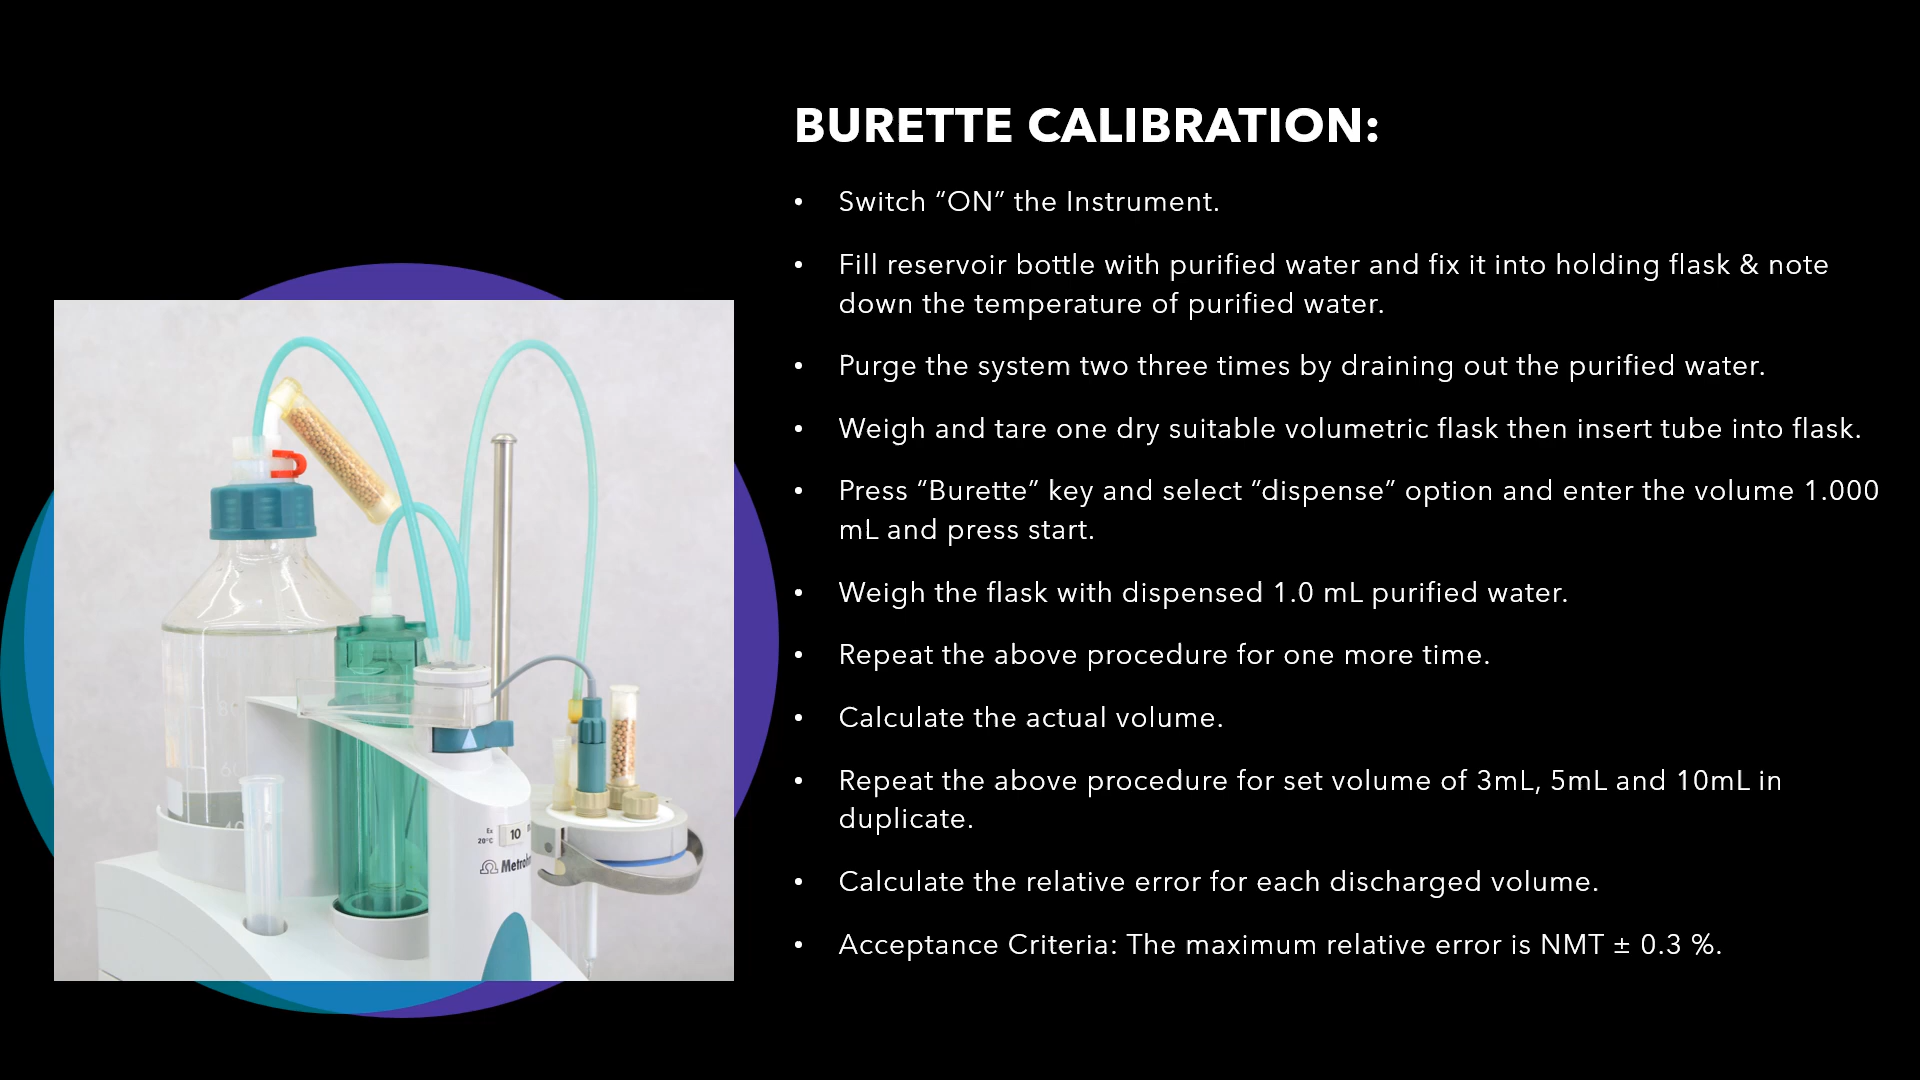 BURETTE CALIBRATION:
• Switch “ON” the Instrument.
• Fill reservoir bottle with purified water and fix it into holding flask & note
down the temperature of purified water.
• Purge the system two three times by draining out the purified water.
• Weigh and tare one dry suitable volumetric flask then insert tube into flask.
• Press “Burette” key and select “dispense” option and enter the volume 1.000
mL and press start.
• Weigh the flask with dispensed 1.0 mL purified water.
• Repeat the above procedure for one more time.
• Calculate the actual volume.
• Repeat the above procedure for set volume of 3mL, 5mL and 10mL in
duplicate.
• Calculate the relative error for each discharged volume.
• Acceptance Criteria: The maximum relative error is NMT ± 0.3 %.
Ex
20°C
10